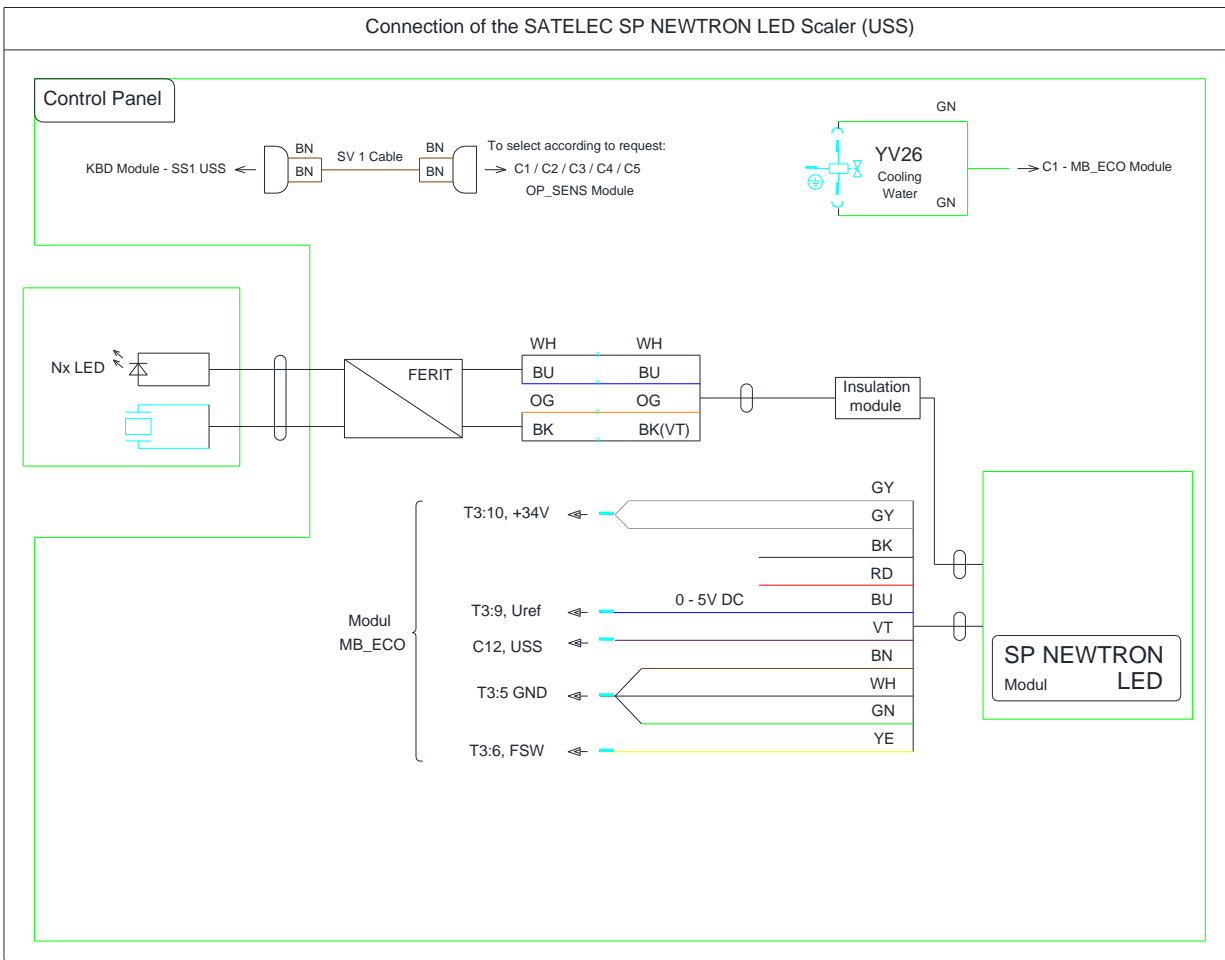 Connection of the SATELEC SP NEWTRON LED Scaler (USS)
Control Panel
KBD Module - SS1 USS
BN
BN
SV 1 Cable
BN
BN
To select according to request:
C1 / C2 / C3 / C4 / C5
OP_SENS Module
GN
YV26
Cooling
Water
GN
C1 - MB_ECO Module
Nx LED
FERIT
WH WH
BU BU
OG OG
BK BK(VT)
Insulation
module
Modul
MB_ECO
GY
T3:10, +34V
GY
BK
RD
T3:9, Uref 0 - 5V DC BU
C12, USS VT
BN
T3:5 GND WH
GN
T3:6, FSW YE
SP NEWTRON
Modul LED